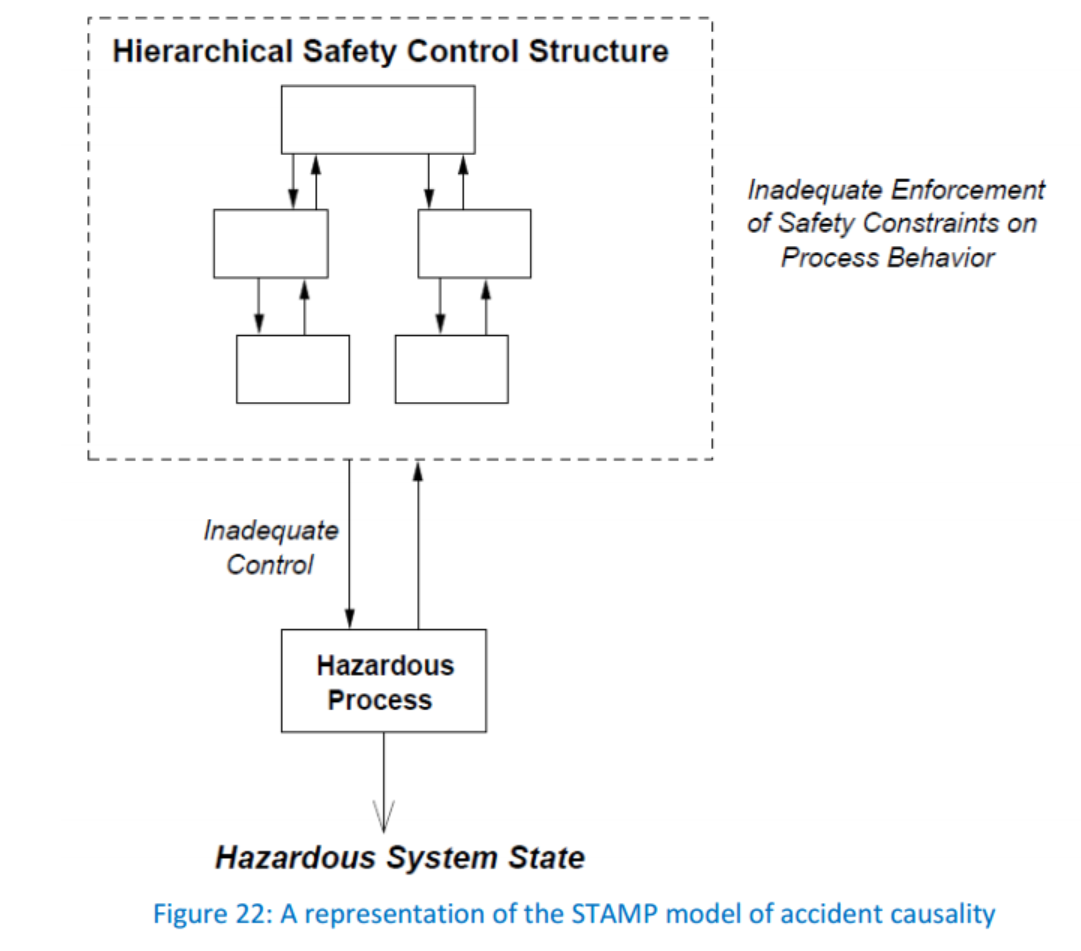 Hierarchical Safety Control Structure
Inadequate Enforcement
of Safety Constraints on
Process Behavior
Inadequate
Control
Hazardous
Process
Hazardous System State
Figure 22: A representation of the STAMP model of accident causality